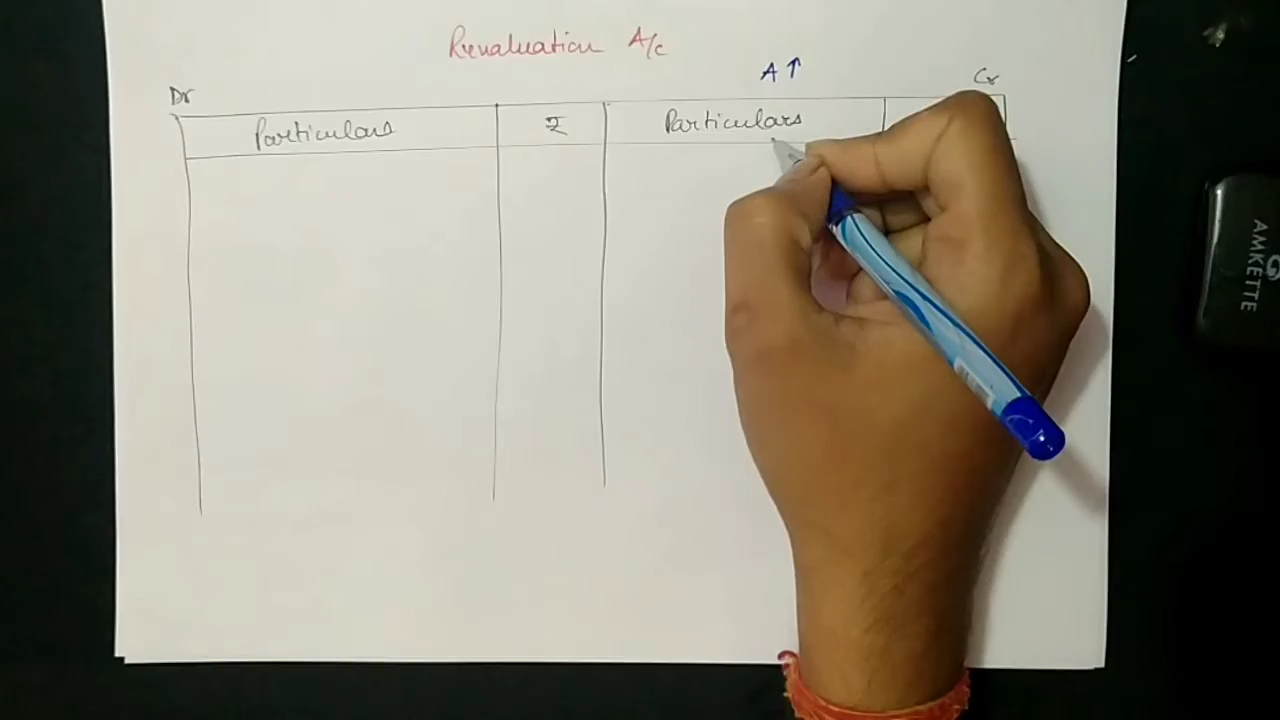 Revaluation A/c
A↑
Dr
Cr
Particulars ₹ Particulars
AMKETTE